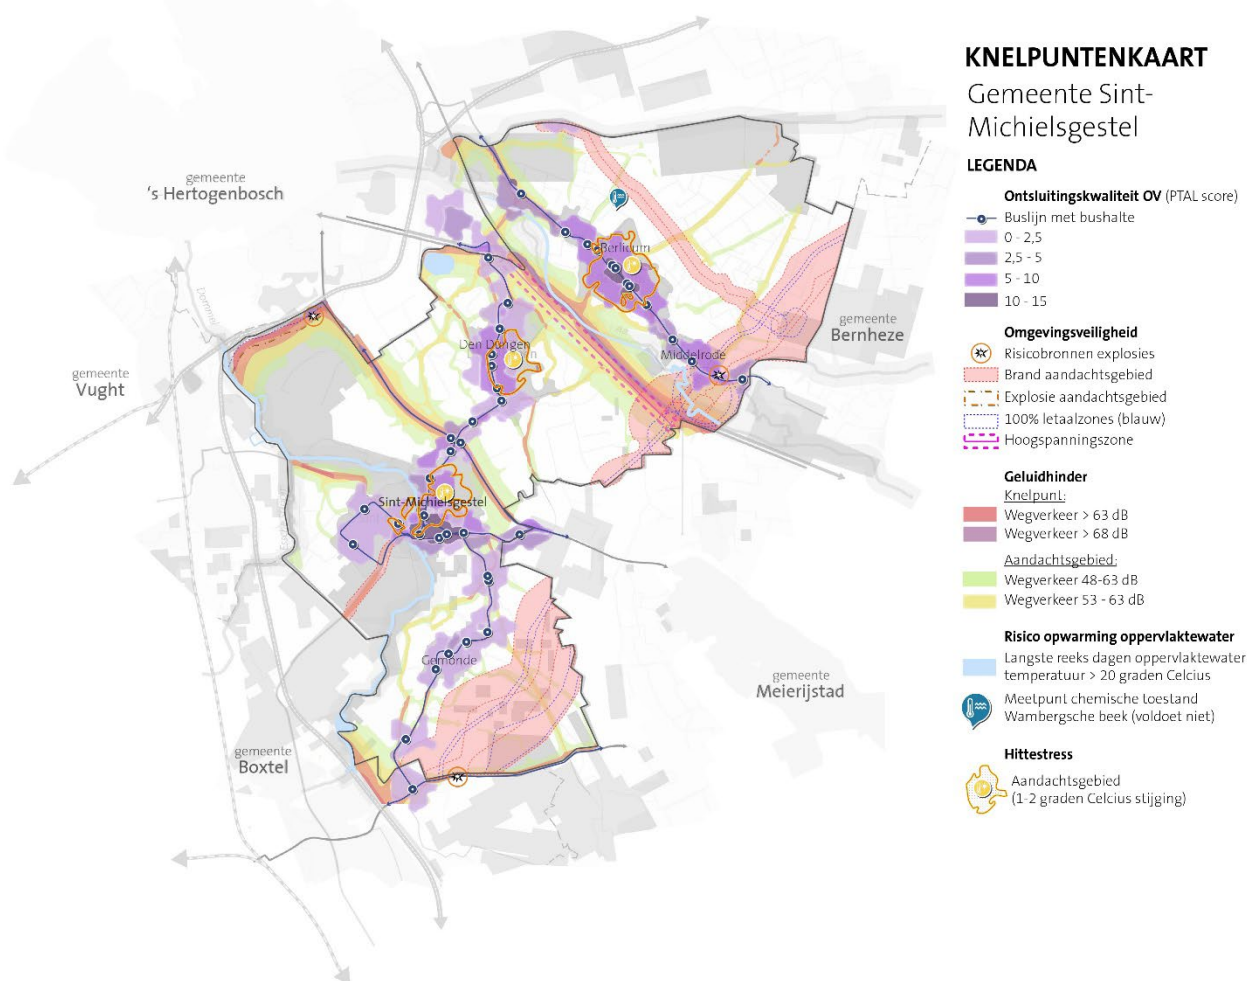 KNELPUNTENKAART
Gemeente Sint-
Michielsgestel
LEGENDA
Ontsluitingskwaliteit OV (PTAL score)
Buslijn met bushalte
0 - 2,5
2,5 - 5
5 - 10
10 - 15
Omgevingsveiligheid
Risicobronnen explosies
Brand aandachtsgebied
Explosie aandachtsgebied
100% letaalzones (blauw)
Hoogspanningszone
Geluidhinder
Knelpunt:
Wegverkeer > 63 dB
Wegverkeer > 68 dB
Aandachtsgebied:
Wegverkeer 48-63 dB
Wegverkeer 53 - 63 dB
Risico opwarming oppervlaktewater
Langste reeks dagen oppervlaktewater
temperatuur > 20 graden Celcius
Meetpunt chemische toestand
Wambergsche beek (voldoet niet)
Hittestress
Aandachtsgebied
(1-2 graden Celcius stijging)
gemeente
's Hertogenbosch
Berlicum
gemeente
Bernheze
Den Dungen
Middelrode
gemeente
Vught
Sint-Michielsgestel
Gemonde
gemeente
Meierijstad
gemeente
Boxtel